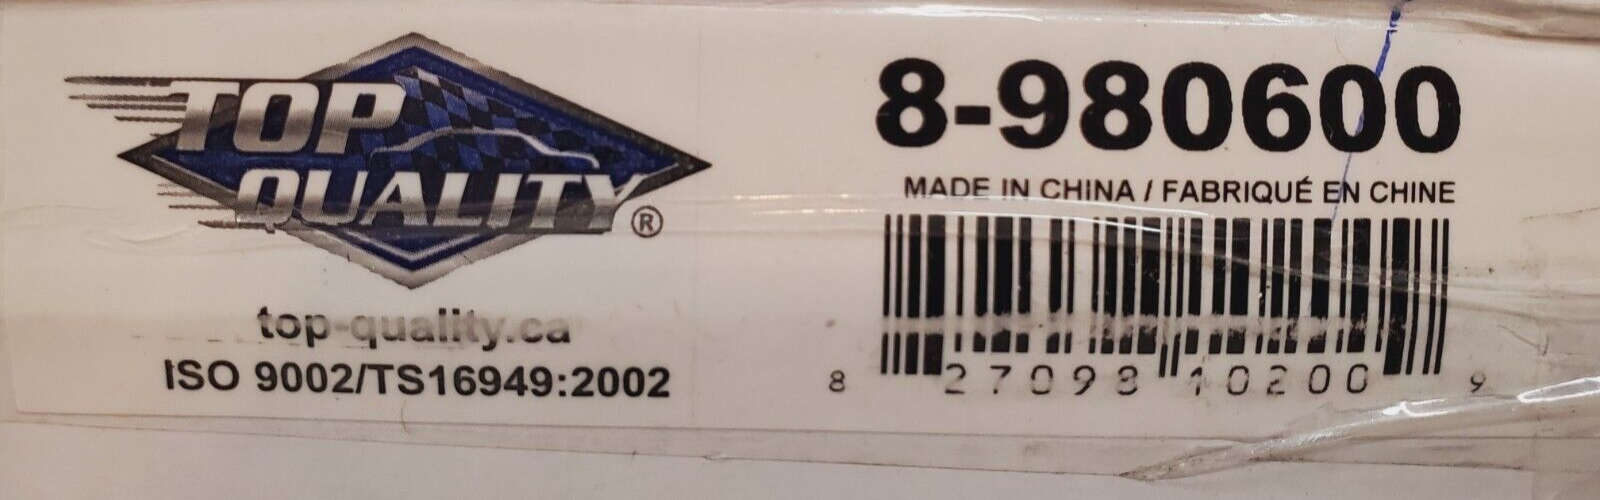 TOP
QUALITY®
top-quality.ca
ISO 9002/TS16949:2002
8-980600
MADE IN CHINA / FABRIQUÉ EN CHINE
8 27098 10200 9